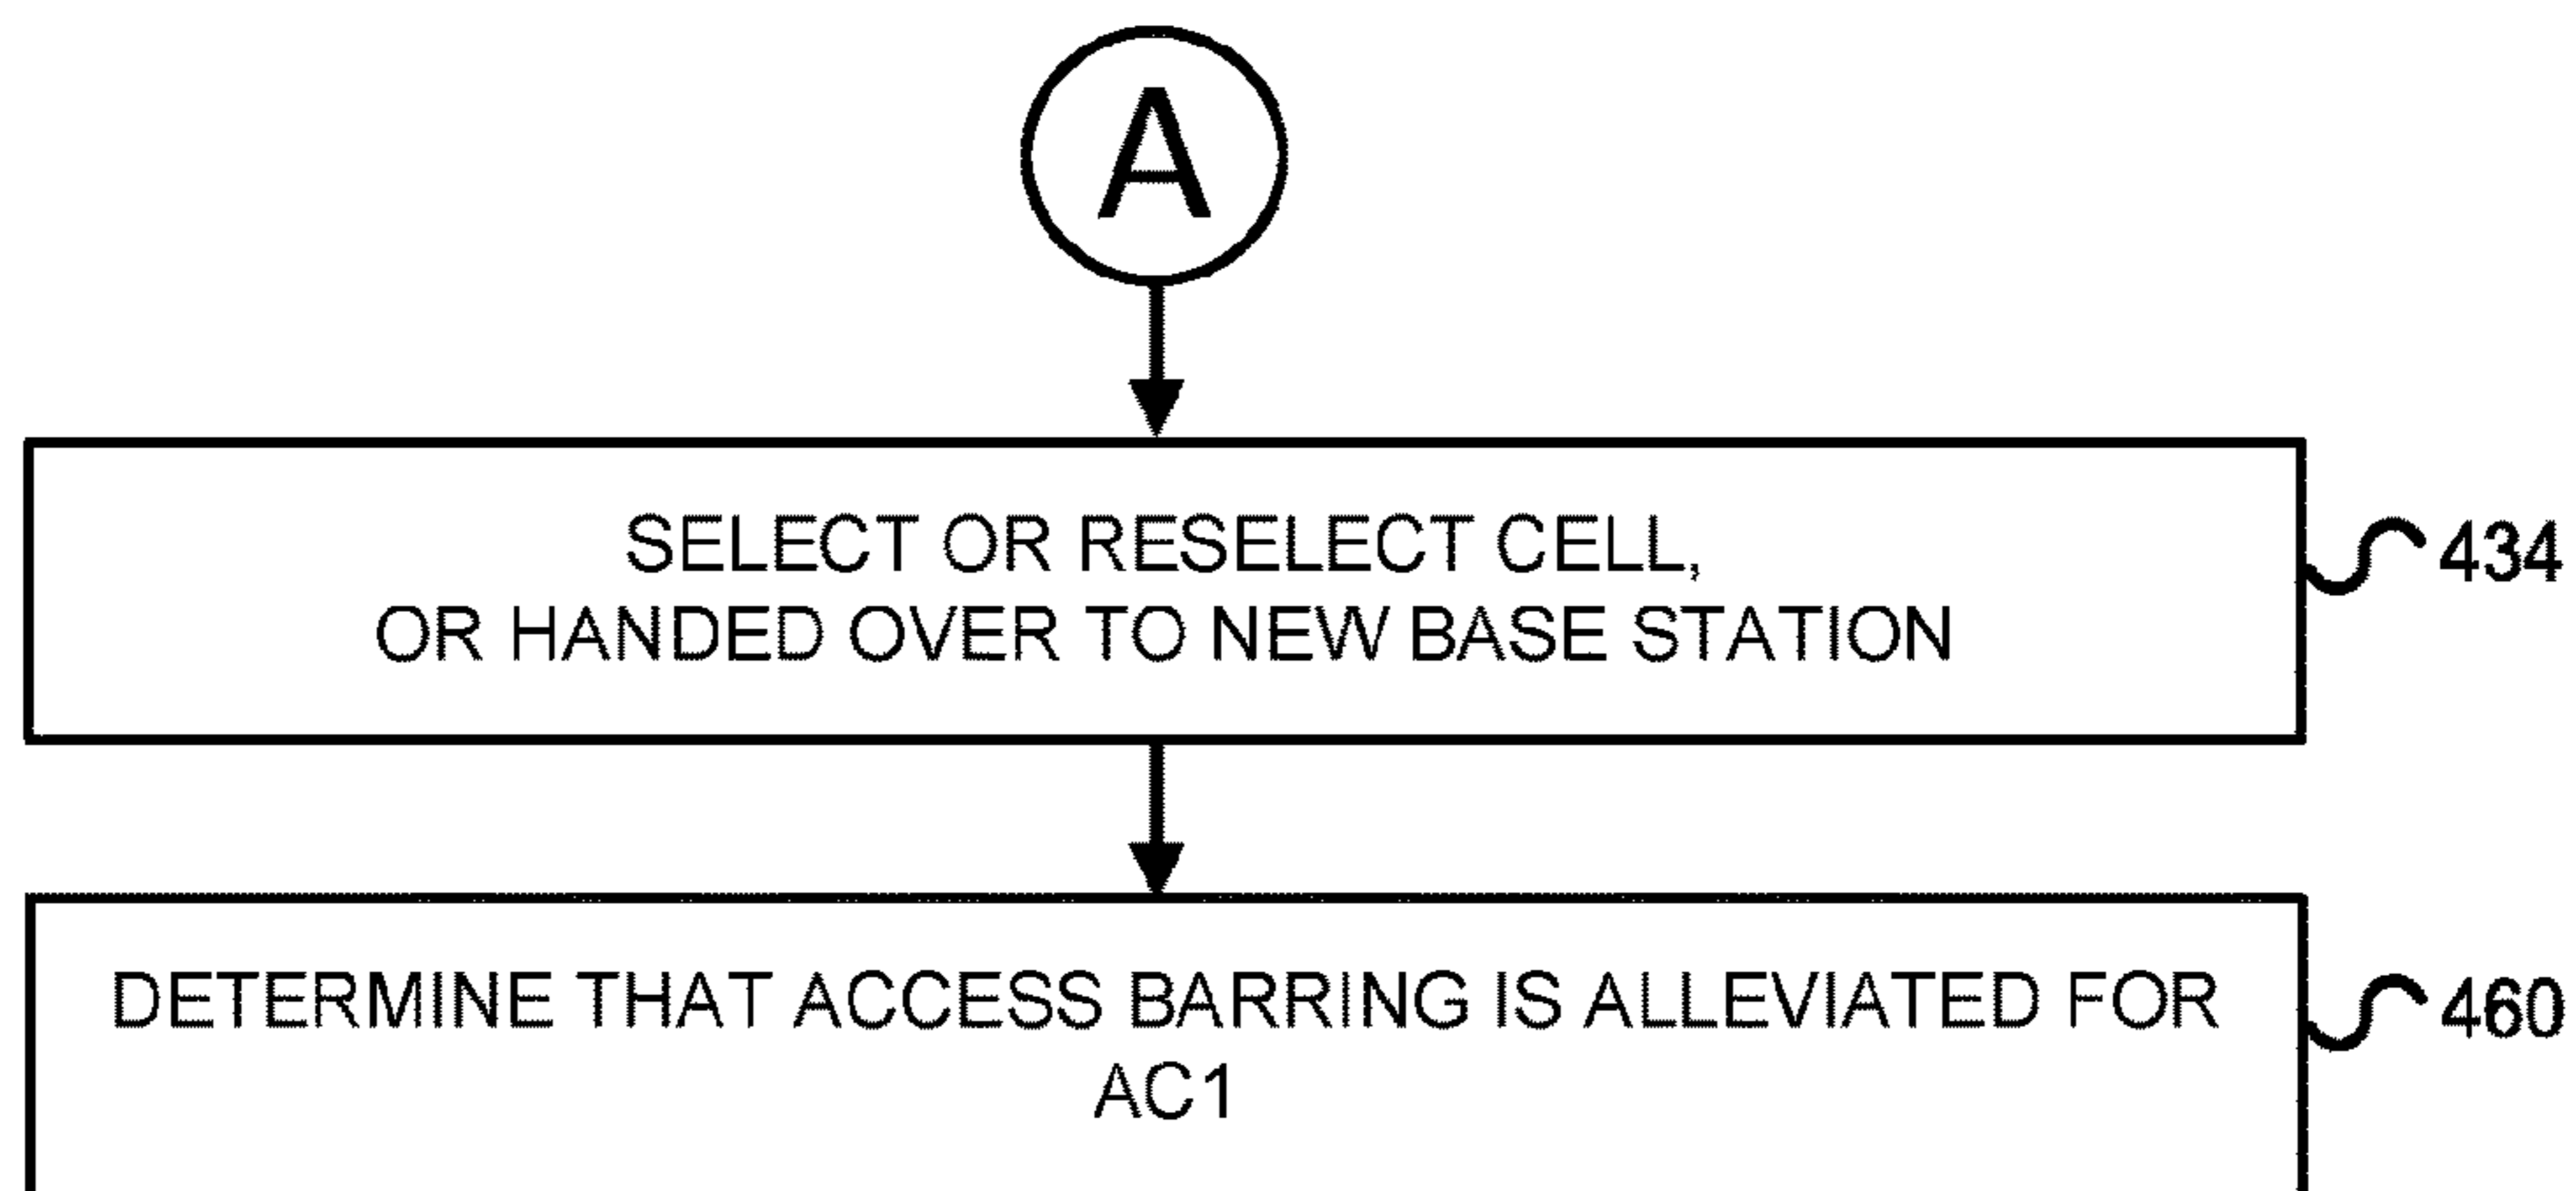 A
SELECT OR RESELECT CELL,
OR HANDED OVER TO NEW BASE STATION
434
DETERMINE THAT ACCESS BARRING IS ALLEVIATED FOR
AC1
460